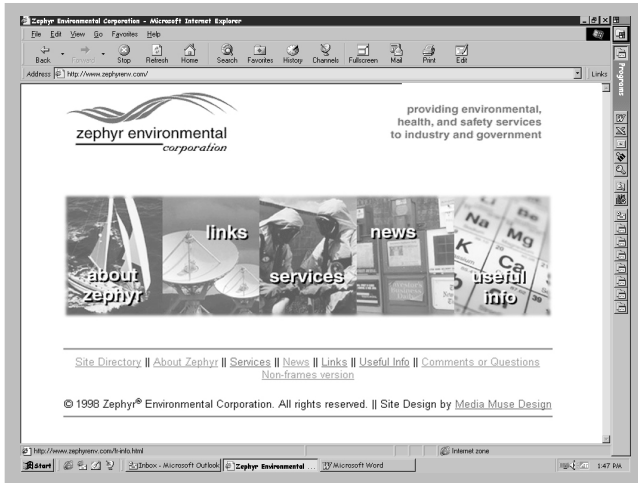 Zephyr Environmental Corporation - Microsoft Internet Explorer
File Edit View Go Favorites Help
Back Forward Stop Refresh Home Search Favorites History Channels Fullscreen Mail Print Edit
Address http://www.zephyrenv.com/ Links
Programs
zephyr environmental
corporation
providing environmental,
health, and safety services
to industry and government
about
zephyr
links
services
news
useful
info
Li Be
Na Mg
K Ca
Site Directory || About Zephyr || Services || News || Links || Useful Info || Comments or Questions
Non-frames version
© 1998 Zephyr® Environmental Corporation. All rights reserved. || Site Design by Media Muse Design
http://www.zephyrenv.com/fr-info.html Internet zone
Start Inbox - Microsoft Outlook Zephyr Environmental ... Microsoft Word 1:47 PM